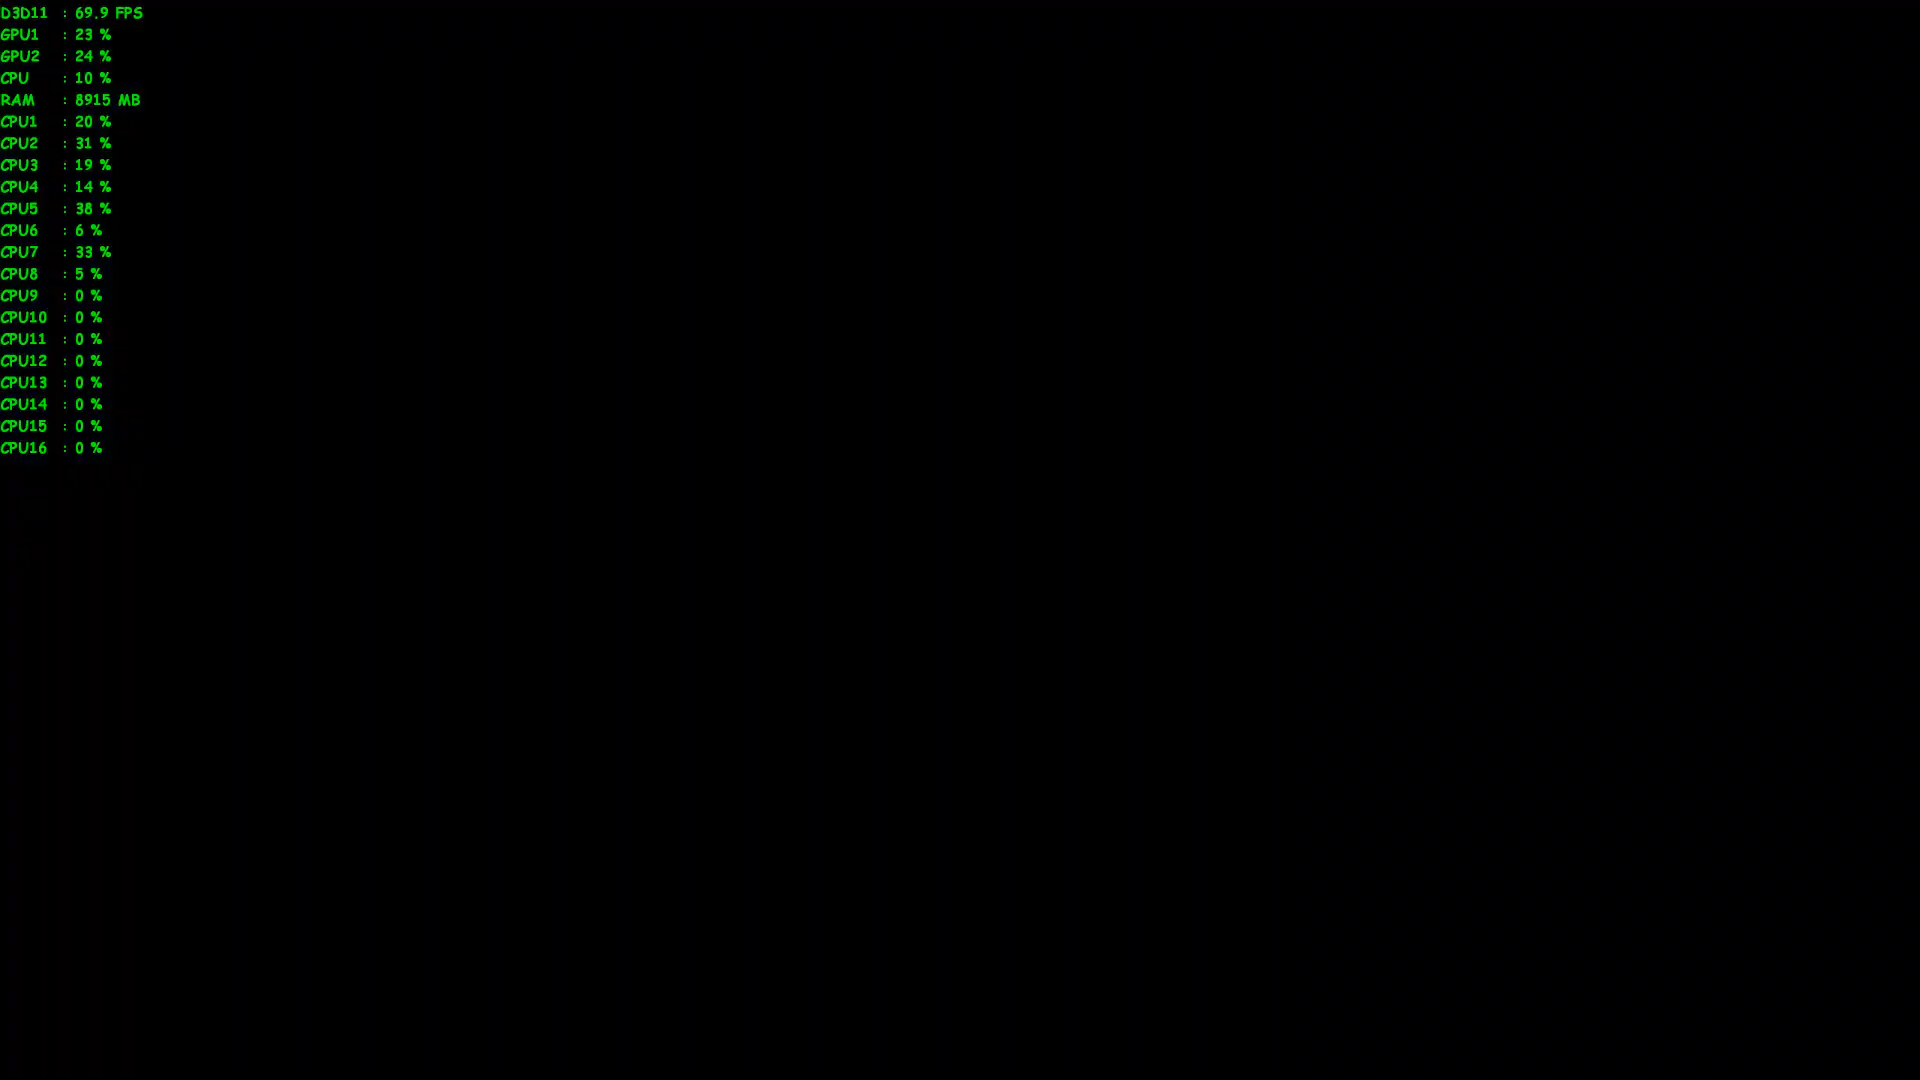 D3D11 : 69.9 FPS
GPU1 : 23 %
GPU2 : 24 %
CPU : 10 %
RAM : 8915 MB
CPU1 : 20 %
CPU2 : 31 %
CPU3 : 19 %
CPU4 : 14 %
CPU5 : 38 %
CPU6 : 6 %
CPU7 : 33 %
CPU8 : 5 %
CPU9 : 0 %
CPU10 : 0 %
CPU11 : 0 %
CPU12 : 0 %
CPU13 : 0 %
CPU14 : 0 %
CPU15 : 0 %
CPU16 : 0 %